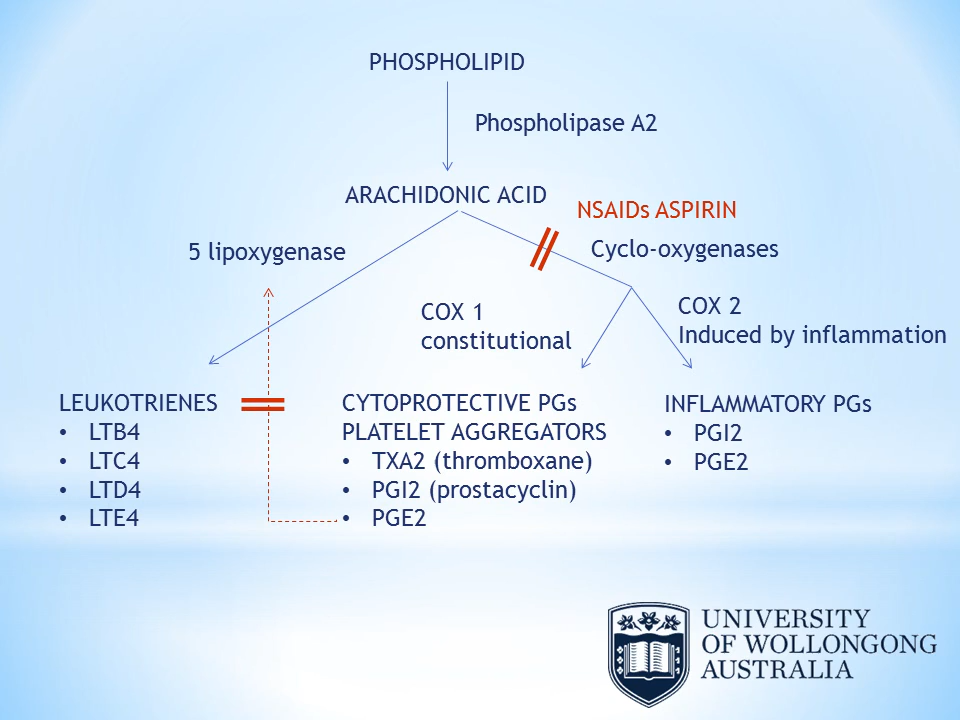 PHOSPHOLIPID
Phospholipase A2
ARACHIDONIC ACID
NSAIDs ASPIRIN
5 lipoxygenase
Cyclo-oxygenases
COX 1
constitutional
COX 2
Induced by inflammation
LEUKOTRIENES
• LTB4
• LTC4
• LTD4
• LTE4
CYTOPROTECTIVE PGs
PLATELET AGGREGATORS
• TXA2 (thromboxane)
• PGI2 (prostacyclin)
• PGE2
INFLAMMATORY PGs
• PGI2
• PGE2
UNIVERSITY
OF WOLLONGONG
AUSTRALIA